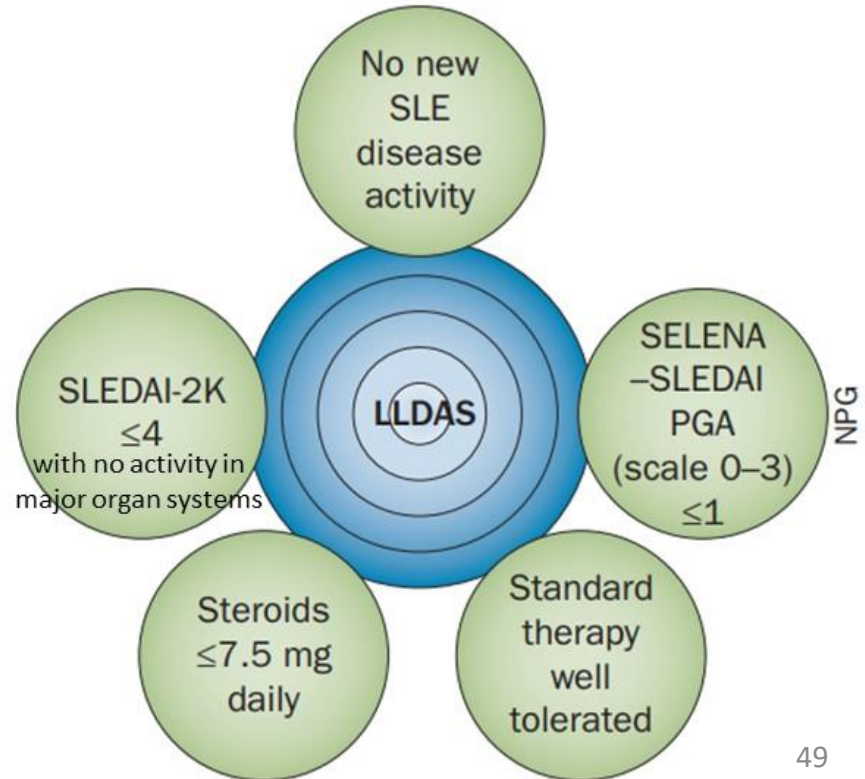 No new
SLE
disease
activity
SLEDAI-2K
≤4
with no activity in
major organ systems
LLDAS
SELENA
–SLEDAI
PGA
(scale 0–3)
≤1
NPG
Steroids
≤7.5 mg
daily
Standard
therapy
well
tolerated
49